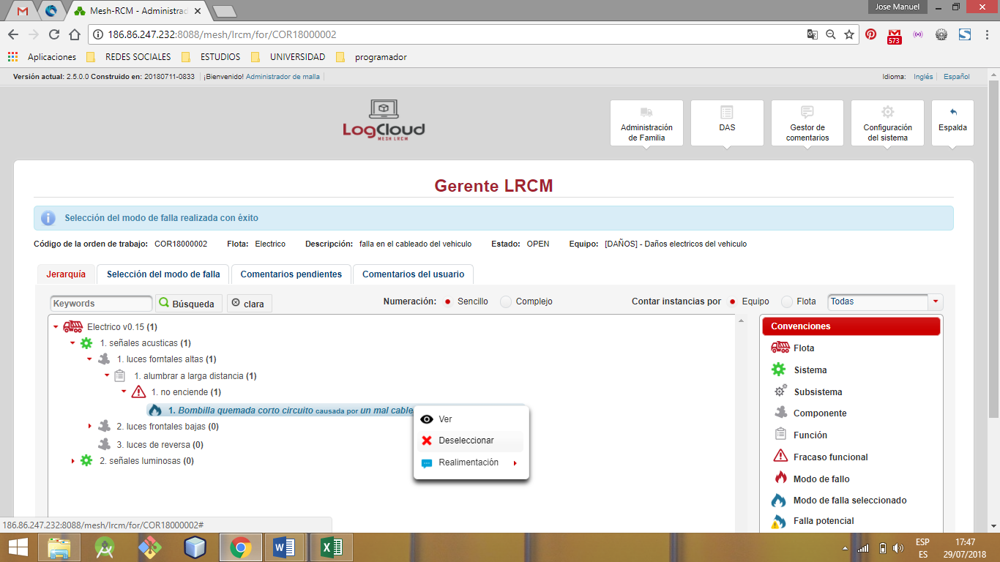 Mesh-RCM - Administrad
Jose Manuel
186.86.247.232:8088/mesh/lrcm/for/COR18000002
573
Aplicaciones REDES SOCIALES ESTUDIOS UNIVERSIDAD programador
Versión actual: 2.5.0.0 Construido en: 20180711-0833 ¡Bienvenido! Administrador de malla
Idioma: Inglés Español
LogCloud
MESH LRCM
Administración de Familia
DAS
Gestor de comentarios
Configuración del sistema
Espalda
Gerente LRCM
Selección del modo de falla realizada con éxito
Código de la orden de trabajo: COR18000002 Flota: Electrico Descripción: falla en el cableado del vehiculo Estado: OPEN Equipo: [DAÑOS] - Daños electricos del vehiculo
Jerarquía Selección del modo de falla Comentarios pendientes Comentarios del usuario
Keywords Búsqueda clara Numeración: Sencillo Complejo Contar instancias por Equipo Flota Todas
Electrico v0.15 (1)
1. señales acusticas (1)
1. luces forntales altas (1)
1. alumbrar a larga distancia (1)
1. no enciende (1)
1. Bombilla quemada corto circuito causada por un mal cable
2. luces frontales bajas (0)
3. luces de reversa (0)
2. señales luminosas (0)
Ver
Deseleccionar
Realimentación
Convenciones
Flota
Sistema
Subsistema
Componente
Función
Fracaso funcional
Modo de fallo
Modo de falla seleccionado
Falla potencial
186.86.247.232:8088/mesh/lrcm/for/COR18000002#
ESP
ES
17:47
29/07/2018